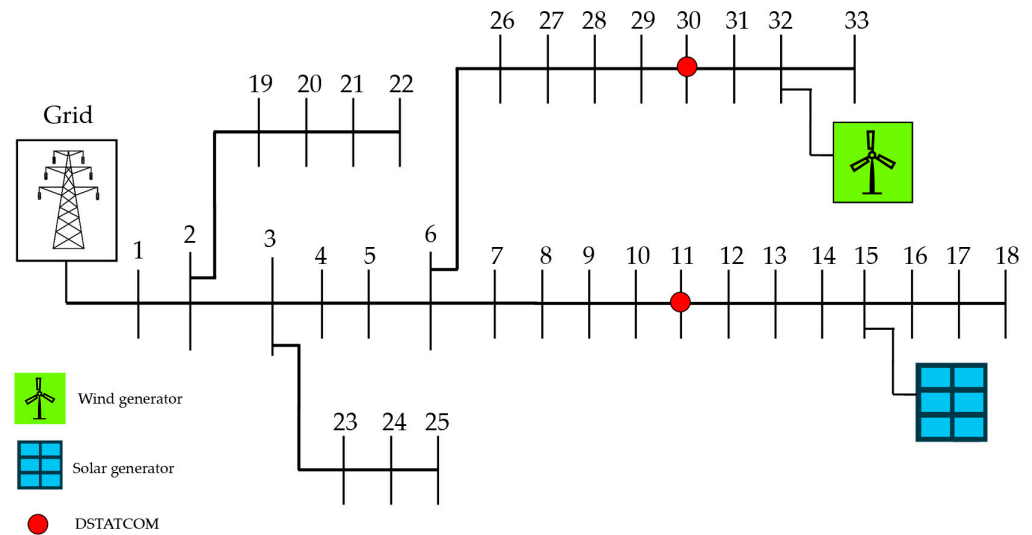 26 27 28 29 30 31 32 33
19 20 21 22
Grid
1 2 3 4 5 6 7 8 9 10 11 12 13 14 15 16 17 18
23 24 25
Wind generator
Solar generator
DSTATCOM